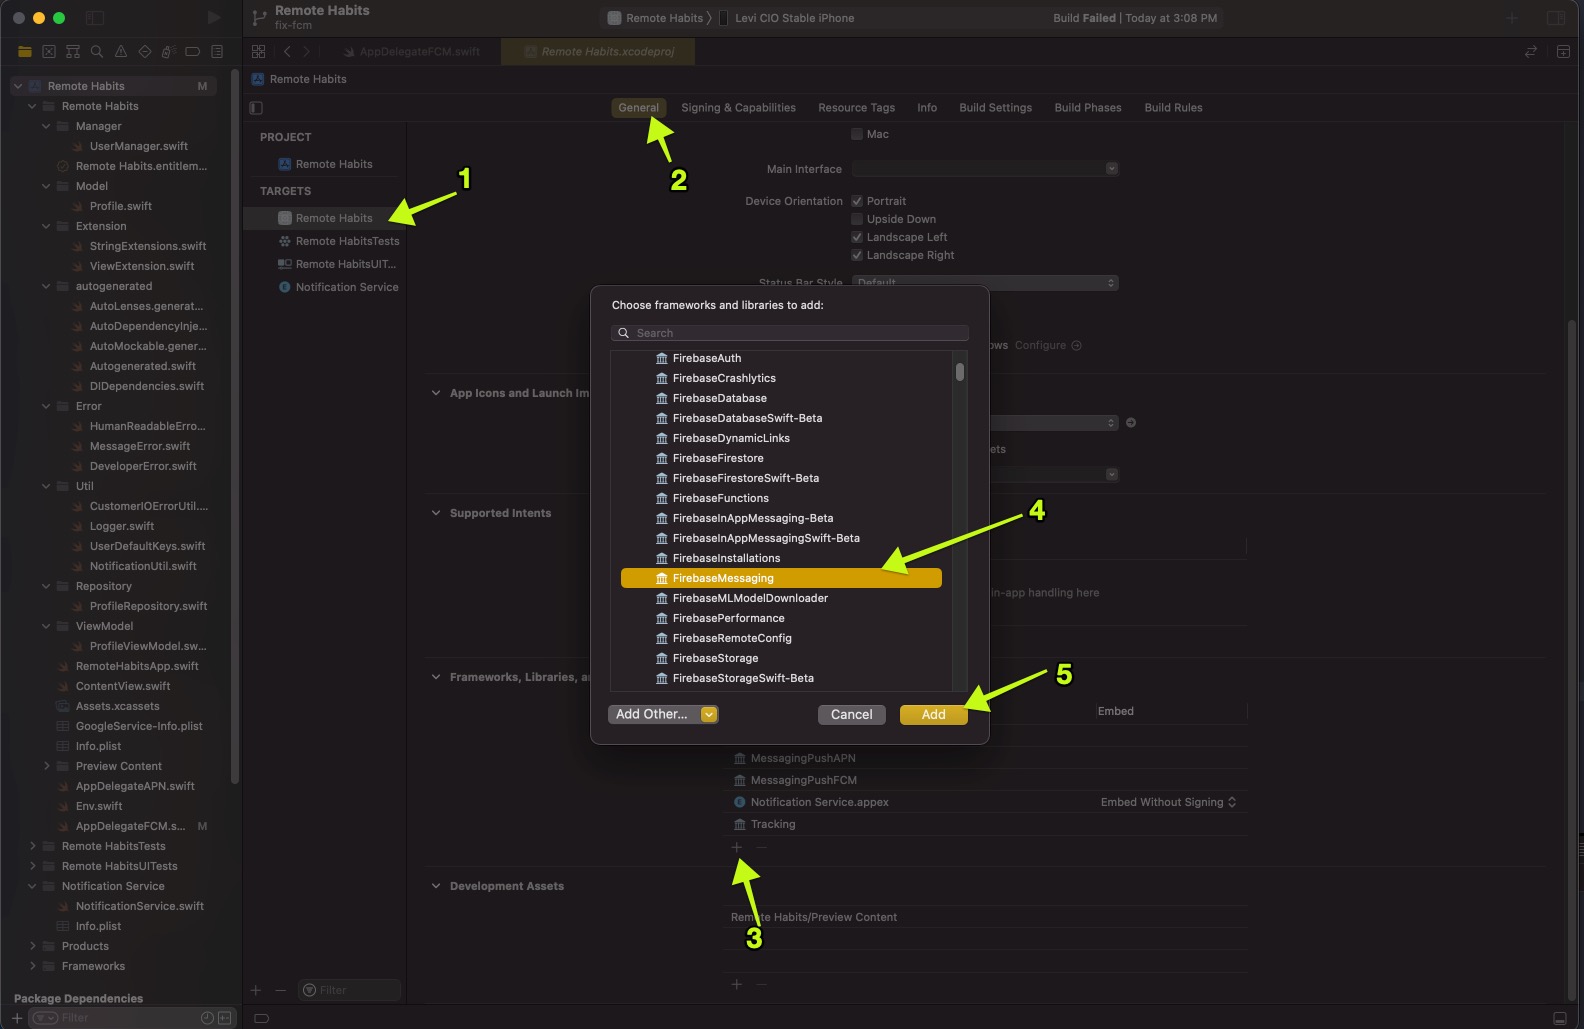 Remote Habits
fix-fcm
Remote Habits
Levi CIO Stable iPhone
Build Failed | Today at 3:08 PM
AppDelegateFCM.swift
Remote Habits.xcodeproj
Remote Habits
Remote Habits
M
Remote Habits
Manager
UserManager.swift
Remote Habits.entitlem...
Model
Profile.swift
Extension
StringExtensions.swift
ViewExtension.swift
autogenerated
AutoLenses.generat...
AutoDependencyInje...
AutoMockable.gener...
Autogenerated.swift
DIDependencies.swift
Error
HumanReadableErro...
MessageError.swift
DeveloperError.swift
Util
CustomerIOErrorUtil....
Logger.swift
UserDefaultKeys.swift
NotificationUtil.swift
Repository
ProfileRepository.swift
ViewModel
ProfileViewModel.sw...
RemoteHabitsApp.swift
ContentView.swift
Assets.xcassets
GoogleService-Info.plist
Info.plist
Preview Content
AppDelegateAPN.swift
Env.swift
AppDelegateFCM.s...
M
Remote HabitsTests
Remote HabitsUITests
Notification Service
NotificationService.swift
Info.plist
Products
Frameworks
Package Dependencies
Filter
General
Signing & Capabilities
Resource Tags
Info
Build Settings
Build Phases
Build Rules
PROJECT
Remote Habits
TARGETS
Remote Habits
Remote HabitsTests
Remote HabitsUIT...
Notification Service
Filter
1
2
Mac
Main Interface
Device Orientation
Portrait
Upside Down
Landscape Left
Landscape Right
Status Bar Style
Default
ows
Configure
App Icons and Launch Im
ets
Supported Intents
in-app handling here
Frameworks, Libraries, a
Embed
Choose frameworks and libraries to add:
Search
FirebaseAuth
FirebaseCrashlytics
FirebaseDatabase
FirebaseDatabaseSwift-Beta
FirebaseDynamicLinks
FirebaseFirestore
FirebaseFirestoreSwift-Beta
FirebaseFunctions
FirebaseInAppMessaging-Beta
FirebaseInAppMessagingSwift-Beta
FirebaseInstallations
FirebaseMessaging
FirebaseMLModelDownloader
FirebasePerformance
FirebaseRemoteConfig
FirebaseStorage
FirebaseStorageSwift-Beta
4
5
Add Other...
Cancel
Add
MessagingPushAPN
MessagingPushFCM
Notification Service.appex
Embed Without Signing
Tracking
Development Assets
Remote Habits/Preview Content
3